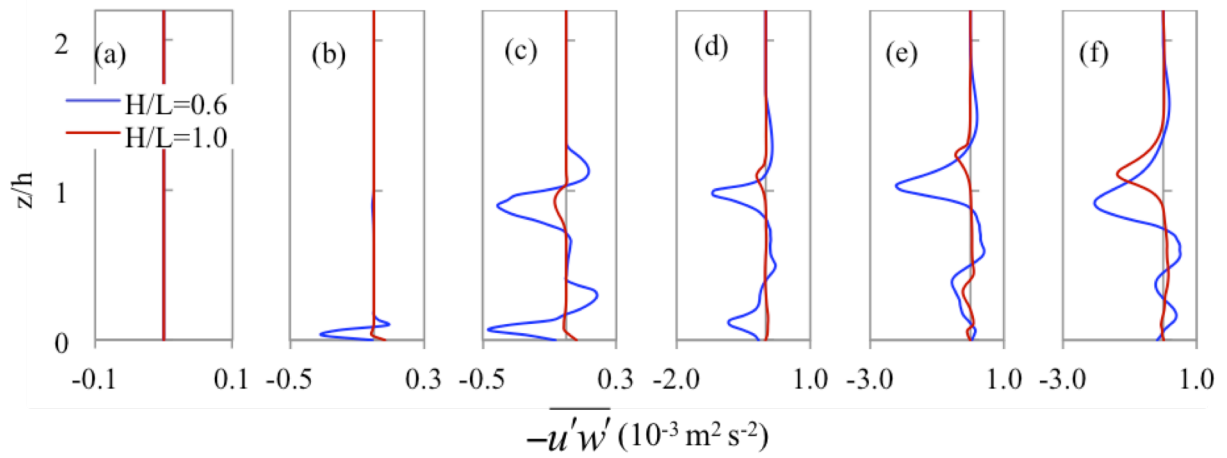 2 (a) (b) (c) (d) (e) (f)
H/L=0.6
H/L=1.0
z/h
1
0
-0.1 0.1 -0.5 0.3 -0.5 0.3 -2.0 1.0 -3.0 1.0 -3.0 1.0
−u′w′ (10⁻³ m² s⁻²)